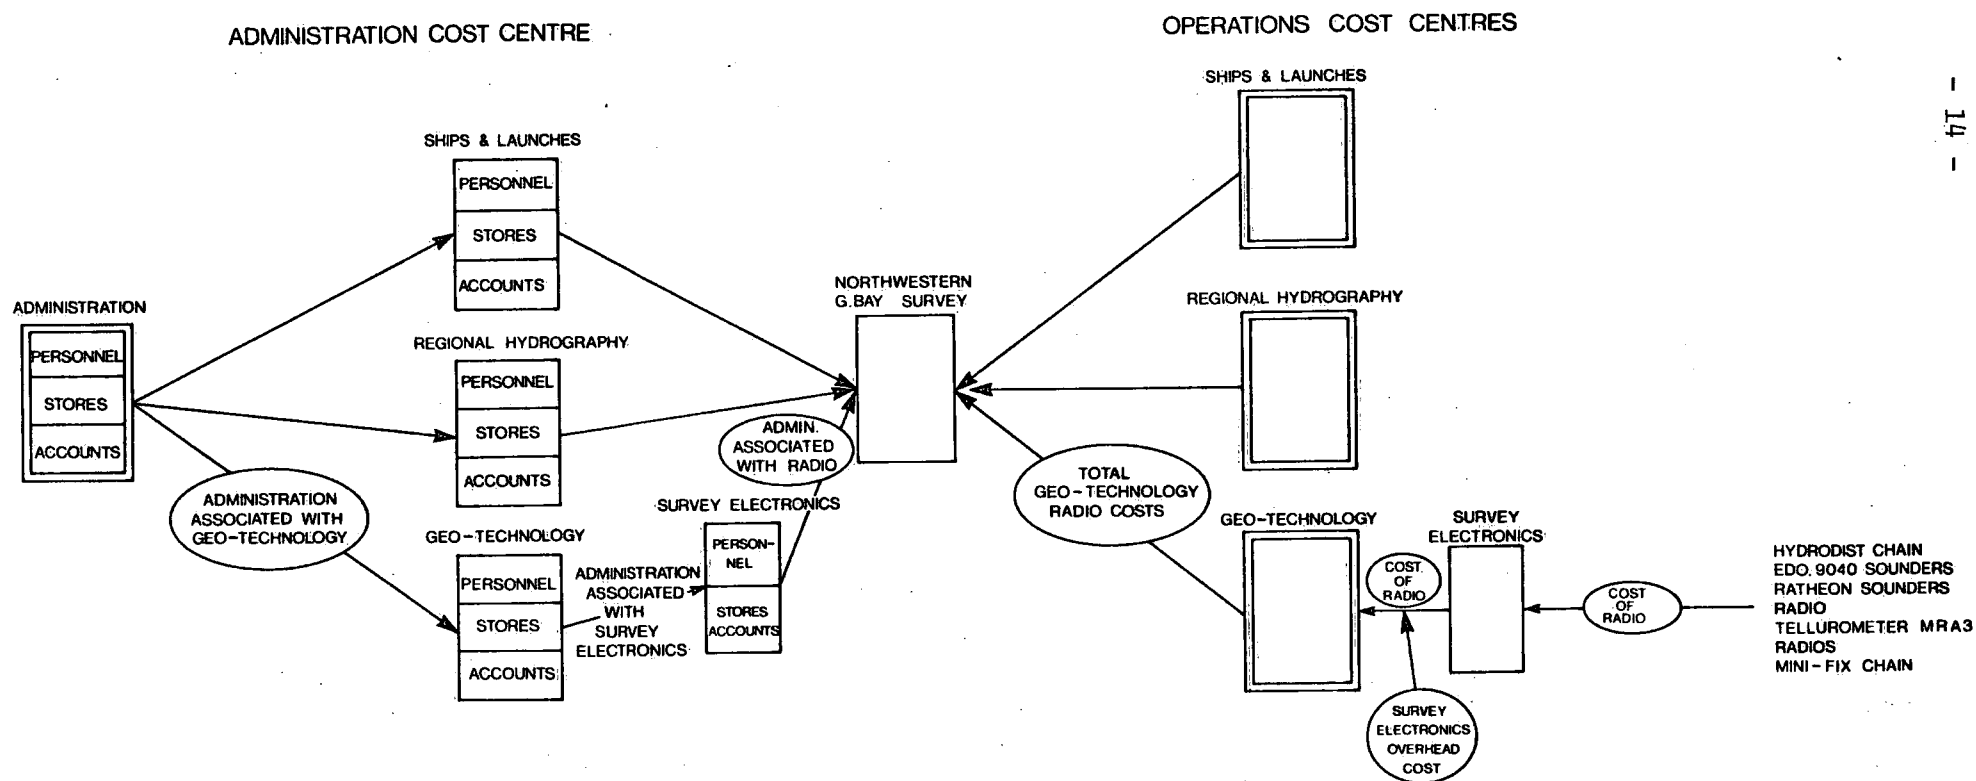 ADMINISTRATION COST CENTRE
OPERATIONS COST CENTRES
- 14 -
ADMINISTRATION
PERSONNEL
STORES
ACCOUNTS
SHIPS & LAUNCHES
PERSONNEL
STORES
ACCOUNTS
REGIONAL HYDROGRAPHY
PERSONNEL
STORES
ACCOUNTS
ADMINISTRATION
ASSOCIATED WITH
GEO-TECHNOLOGY
GEO-TECHNOLOGY
PERSONNEL
STORES
ACCOUNTS
ADMINISTRATION
ASSOCIATED
WITH
SURVEY
ELECTRONICS
SURVEY ELECTRONICS
PERSON-
NEL
STORES
ACCOUNTS
ADMIN.
ASSOCIATED
WITH RADIO
NORTHWESTERN
G.BAY SURVEY
SHIPS & LAUNCHES
REGIONAL HYDROGRAPHY
TOTAL
GEO-TECHNOLOGY
RADIO COSTS
GEO-TECHNOLOGY
COST
OF
RADIO
SURVEY
ELECTRONICS
OVERHEAD
COST
SURVEY
ELECTRONICS
COST
OF
RADIO
HYDRODIST CHAIN
EDO 9040 SOUNDERS
RATHEON SOUNDERS
RADIO
TELLUROMETER MRA3
RADIOS
MINI-FIX CHAIN